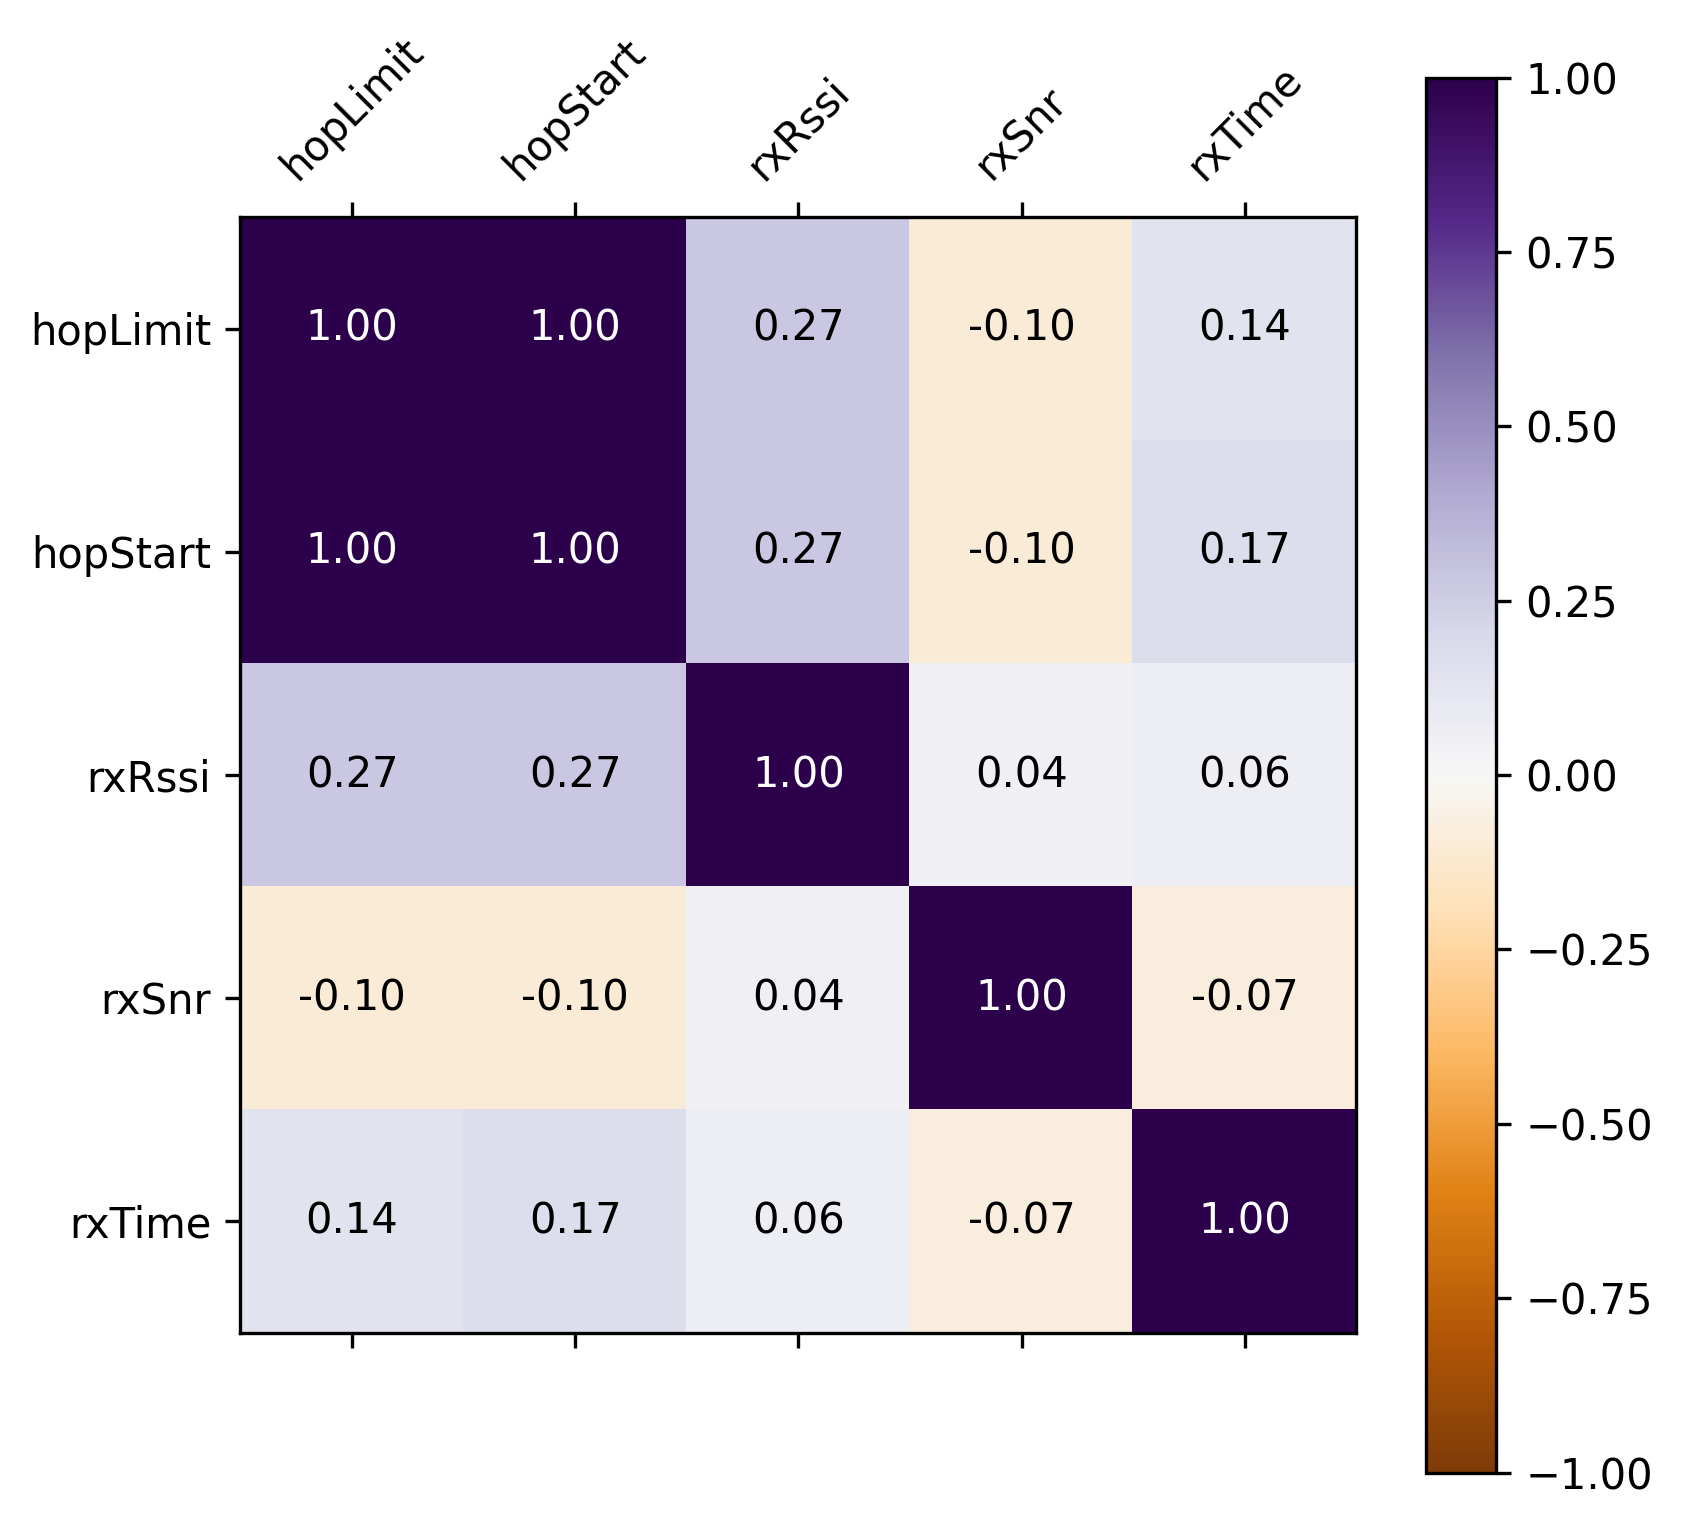 hopLimit hopStart rxRssi rxSnr rxTime
hopLimit 1.00 1.00 0.27 -0.10 0.14
hopStart 1.00 1.00 0.27 -0.10 0.17
rxRssi 0.27 0.27 1.00 0.04 0.06
rxSnr -0.10 -0.10 0.04 1.00 -0.07
rxTime 0.14 0.17 0.06 -0.07 1.00
1.00
0.75
0.50
0.25
0.00
−0.25
−0.50
−0.75
−1.00